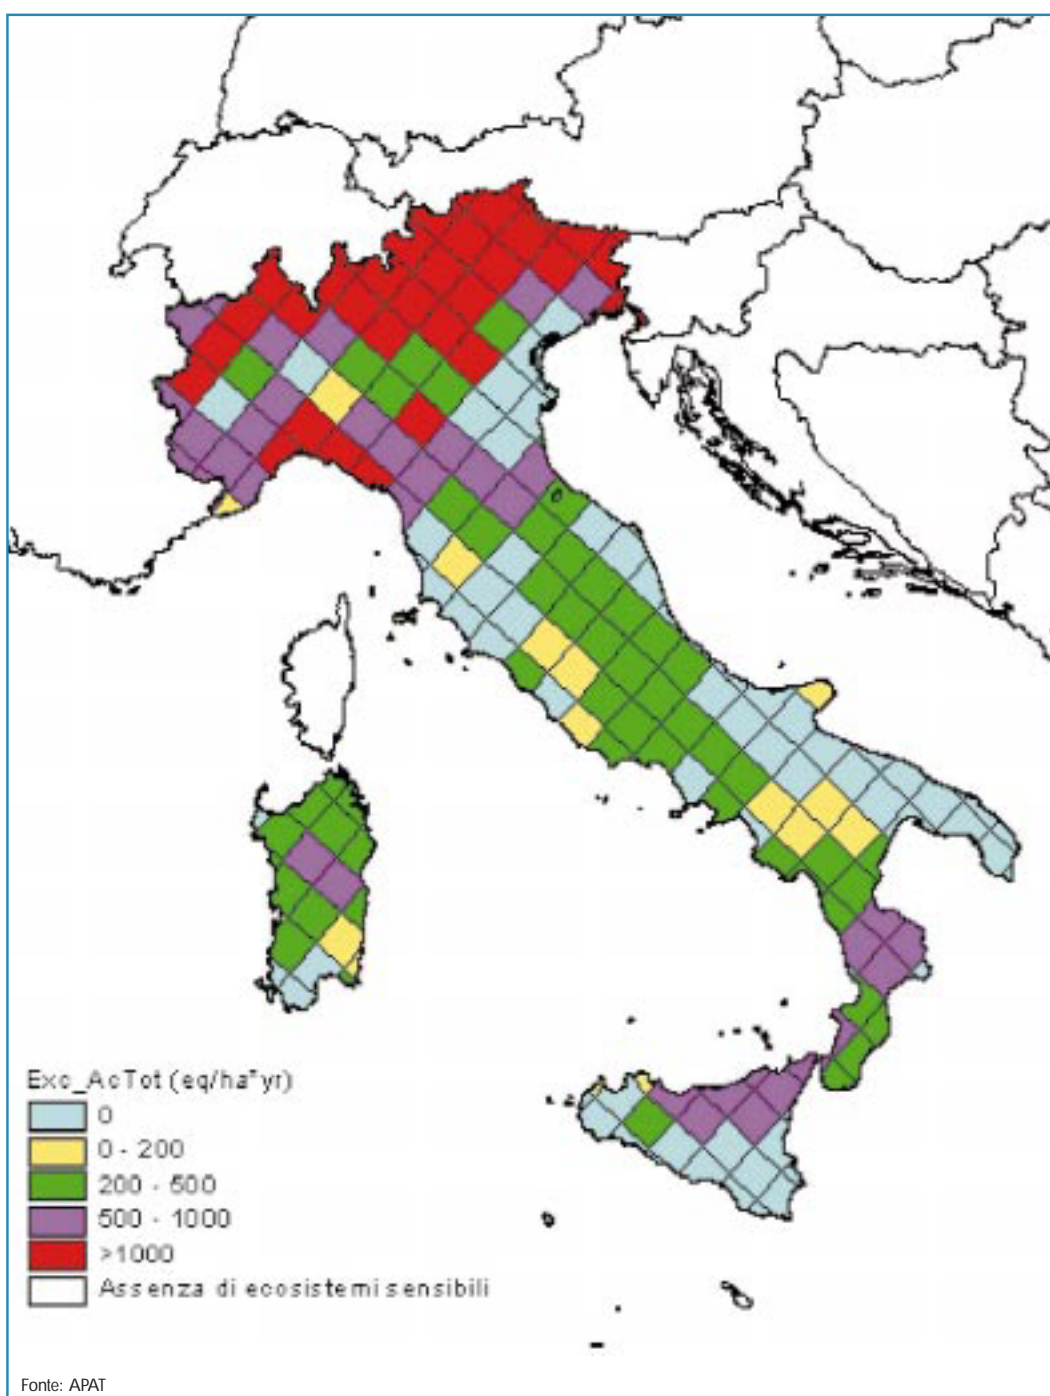 Exc_AcTot (eq/ha*yr)
0
0 - 200
200 - 500
500 - 1000
>1000
Assenza di ecosistemi sensibili
Fonte: APAT